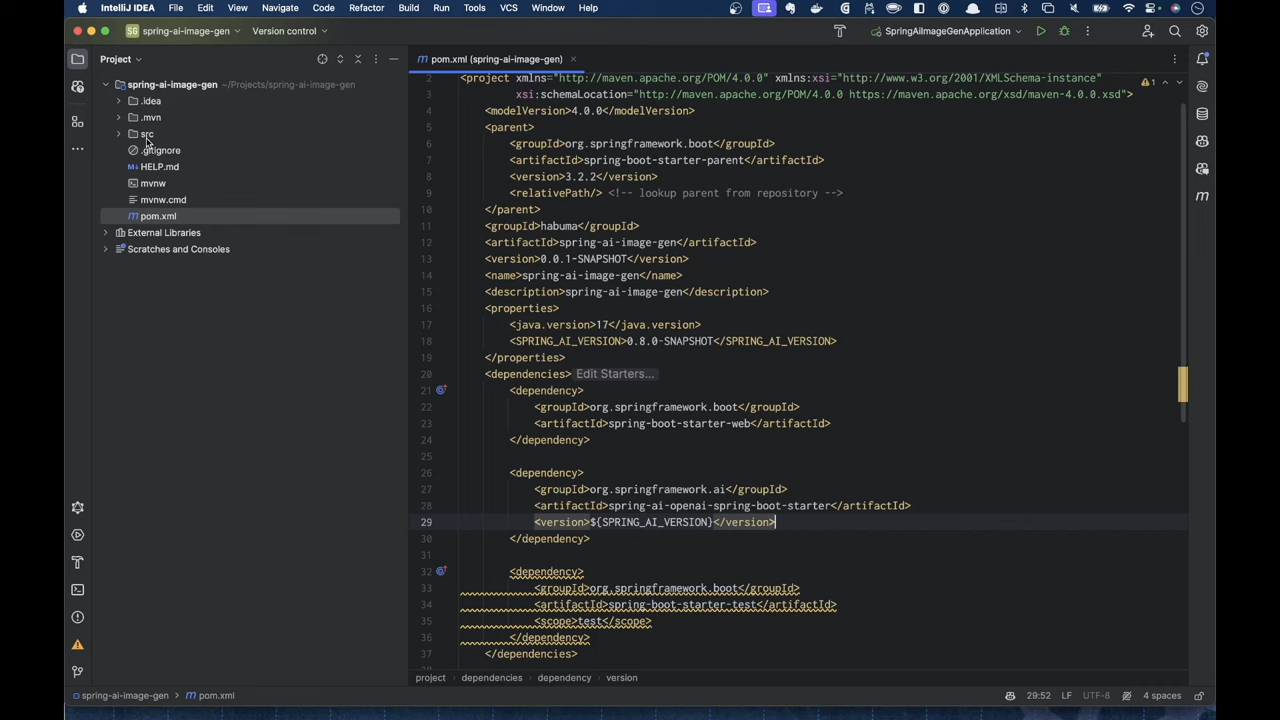 IntelliJ IDEA File Edit View Navigate Code Refactor Build Run Tools VCS Window Help
SG spring-ai-image-gen Version control SpringAiImageGenApplication
Project
pom.xml (spring-ai-image-gen)
spring-ai-image-gen ~/Projects/spring-ai-image-gen
.idea
.mvn
src
.gitignore
HELP.md
mvnw
mvnw.cmd
pom.xml
External Libraries
Scratches and Consoles
1
2 <project xmlns="http://maven.apache.org/POM/4.0.0" xmlns:xsi="http://www.w3.org/2001/XMLSchema-instance"
3 xsi:schemaLocation="http://maven.apache.org/POM/4.0.0 https://maven.apache.org/xsd/maven-4.0.0.xsd">
4 <modelVersion>4.0.0</modelVersion>
5 <parent>
6 <groupId>org.springframework.boot</groupId>
7 <artifactId>spring-boot-starter-parent</artifactId>
8 <version>3.2.2</version>
9 <relativePath/> <!-- lookup parent from repository -->
10 </parent>
11 <groupId>habuma</groupId>
12 <artifactId>spring-ai-image-gen</artifactId>
13 <version>0.0.1-SNAPSHOT</version>
14 <name>spring-ai-image-gen</name>
15 <description>spring-ai-image-gen</description>
16 <properties>
17 <java.version>17</java.version>
18 <SPRING_AI_VERSION>0.8.0-SNAPSHOT</SPRING_AI_VERSION>
19 </properties>
20 <dependencies> Edit Starters...
21 <dependency>
22 <groupId>org.springframework.boot</groupId>
23 <artifactId>spring-boot-starter-web</artifactId>
24 </dependency>
25
26 <dependency>
27 <groupId>org.springframework.ai</groupId>
28 <artifactId>spring-ai-openai-spring-boot-starter</artifactId>
29 <version>${SPRING_AI_VERSION}</version>
30 </dependency>
31
32 <dependency>
33 <groupId>org.springframework.boot</groupId>
34 <artifactId>spring-boot-starter-test</artifactId>
35 <scope>test</scope>
36 </dependency>
37 </dependencies>
project dependencies dependency version
spring-ai-image-gen pom.xml 29:52 LF UTF-8 4 spaces